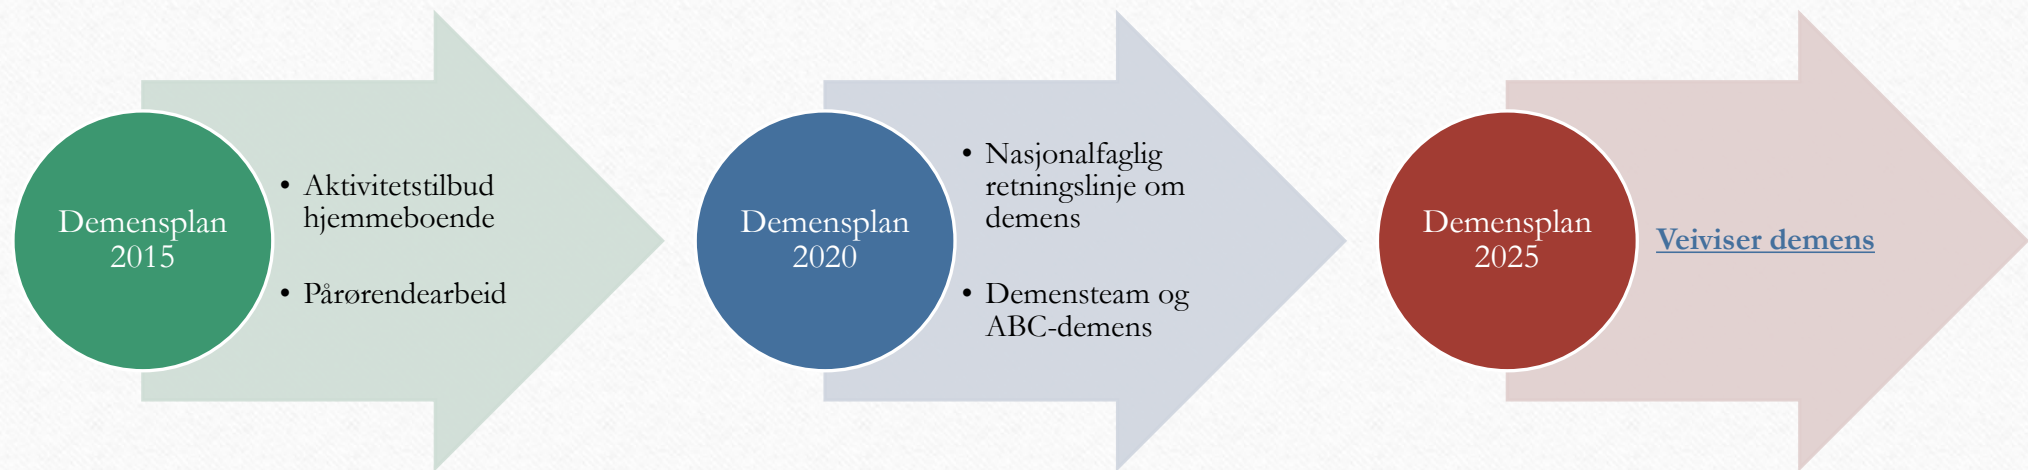 Demensplan
2015
• Aktivitetstilbud
hjemmeboende
• Pårørendearbeid
Demensplan
2020
• Nasjonalfaglig
retningslinje om
demens
• Demensteam og
ABC-demens
Demensplan
2025
Veiviser demens